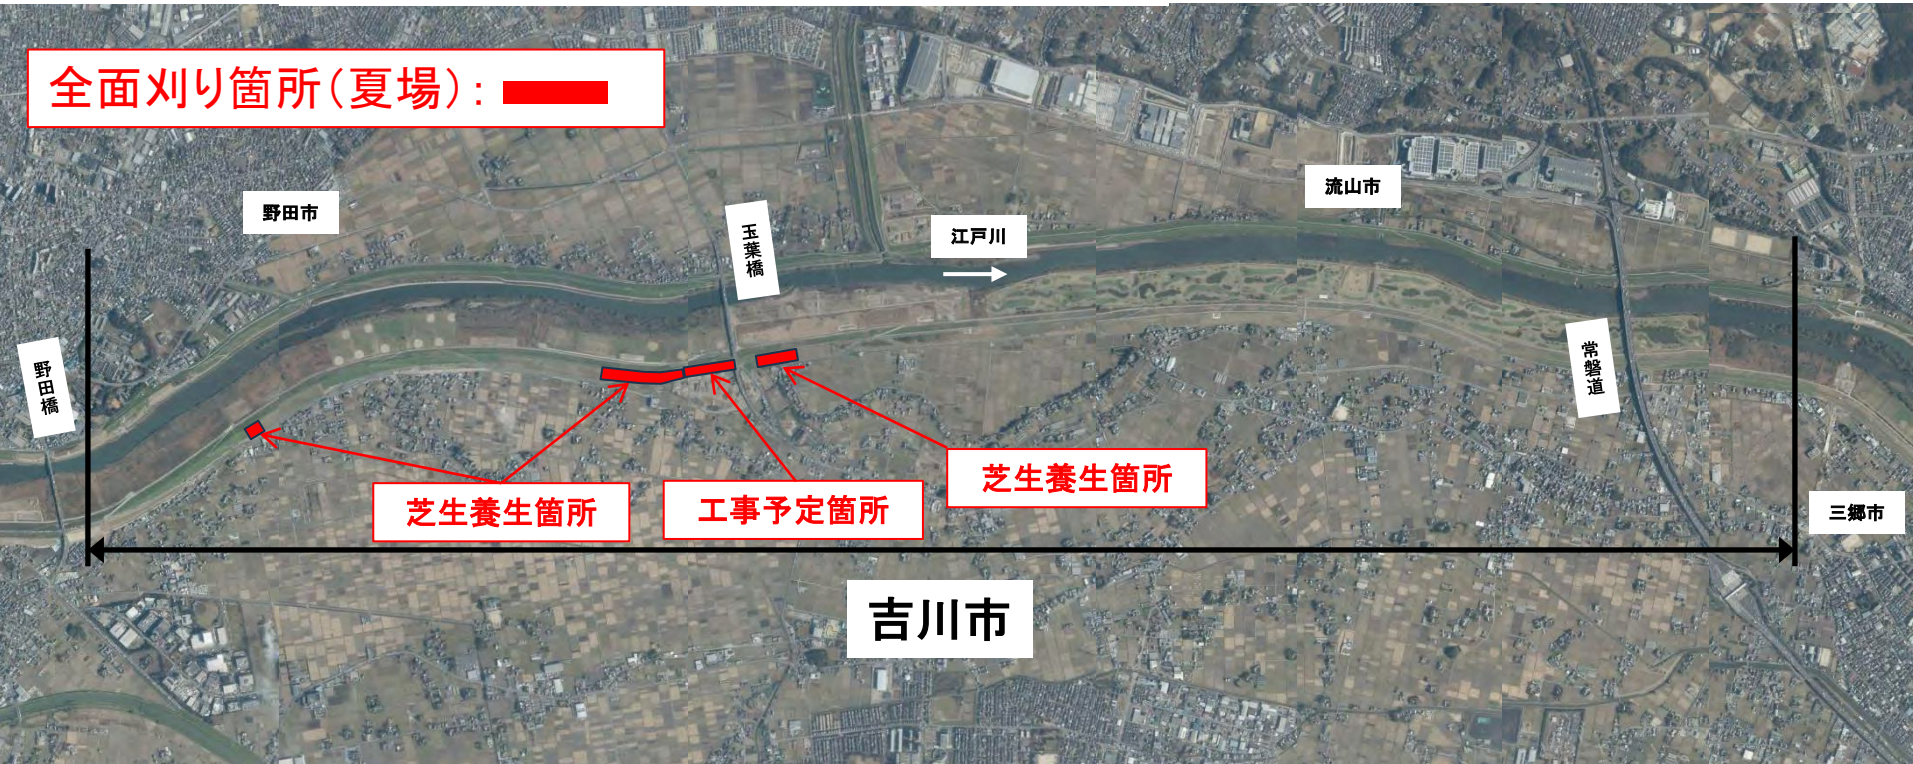 全面刈り箇所（夏場）：
野田市
流山市
玉葉橋
江戸川
野田橋
常磐道
芝生養生箇所
工事予定箇所
芝生養生箇所
三郷市
吉川市